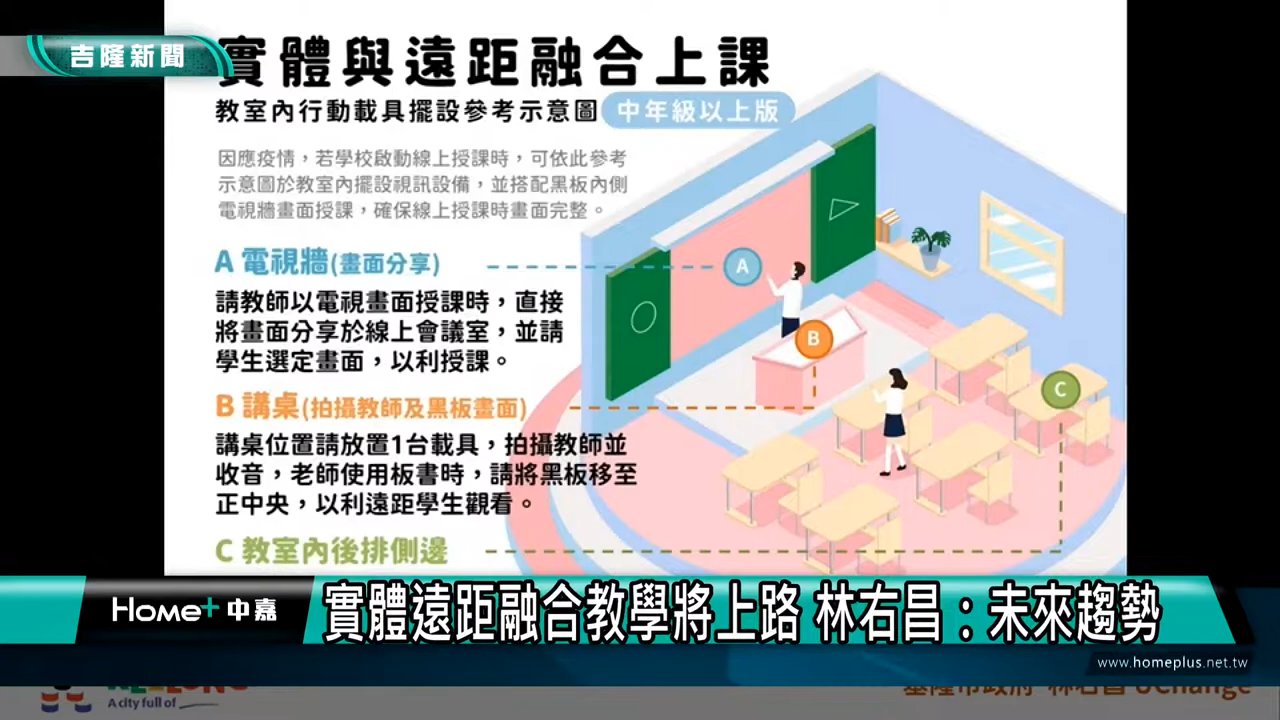 吉隆新聞
實體與遠距融合上課
教室內行動載具擺設參考示意圖 中年級以上版
因應疫情，若學校啟動線上授課時，可依此參考
示意圖於教室內擺設視訊設備，並搭配黑板內側
電視牆畫面授課，確保線上授課時畫面完整。
A 電視牆(畫面分享)
請教師以電視畫面授課時，直接
將畫面分享於線上會議室，並請
學生選定畫面，以利授課。
B 講桌(拍攝教師及黑板畫面)
講桌位置請放置1台載具，拍攝教師並
收音，老師使用板書時，請將黑板移至
正中央，以利遠距學生觀看。
C 教室內後排側邊
A
B
C
Home+ 中嘉
實體遠距融合教學將上路 林右昌：未來趨勢
www.homeplus.net.tw
A city full of
基隆市政府 林右昌 UChange